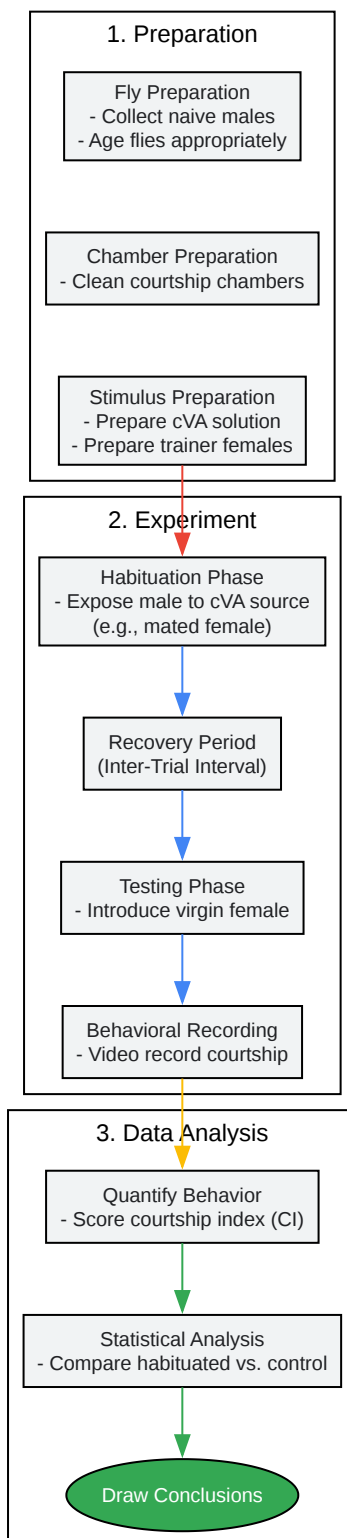 1. Preparation
Fly Preparation
- Collect naive males
- Age flies appropriately
Chamber Preparation
- Clean courtship chambers
Stimulus Preparation
- Prepare cVA solution
- Prepare trainer females
2. Experiment
Habituation Phase
- Expose male to cVA source
(e.g., mated female)
Recovery Period
(Inter-Trial Interval)
Testing Phase
- Introduce virgin female
Behavioral Recording
- Video record courtship
3. Data Analysis
Quantify Behavior
- Score courtship index (CI)
Statistical Analysis
- Compare habituated vs. control
Draw Conclusions